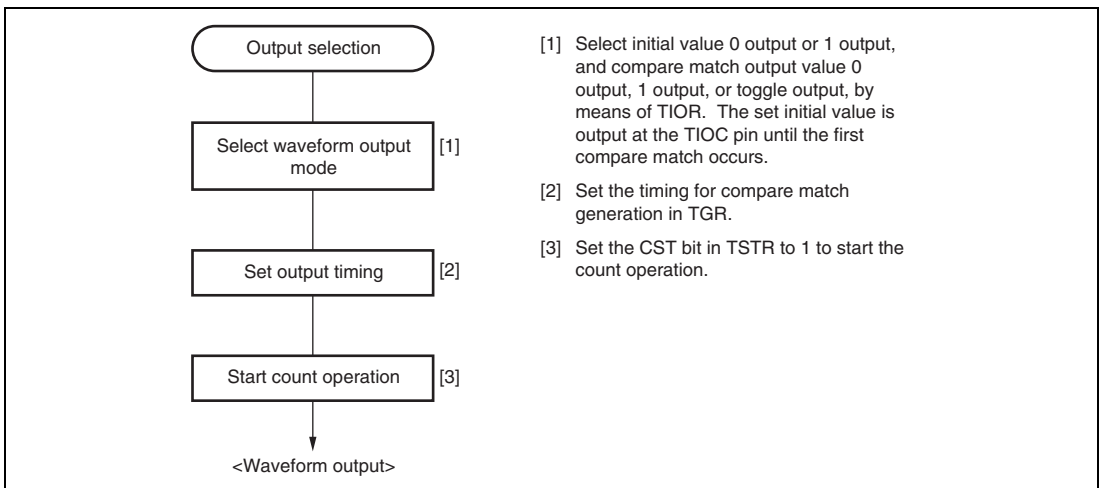 Output selection
Select waveform output
mode
[1]
Set output timing
[2]
Start count operation
[3]
<Waveform output>
[1] Select initial value 0 output or 1 output,
and compare match output value 0
output, 1 output, or toggle output, by
means of TIOR. The set initial value is
output at the TIOC pin until the first
compare match occurs.
[2] Set the timing for compare match
generation in TGR.
[3] Set the CST bit in TSTR to 1 to start the
count operation.